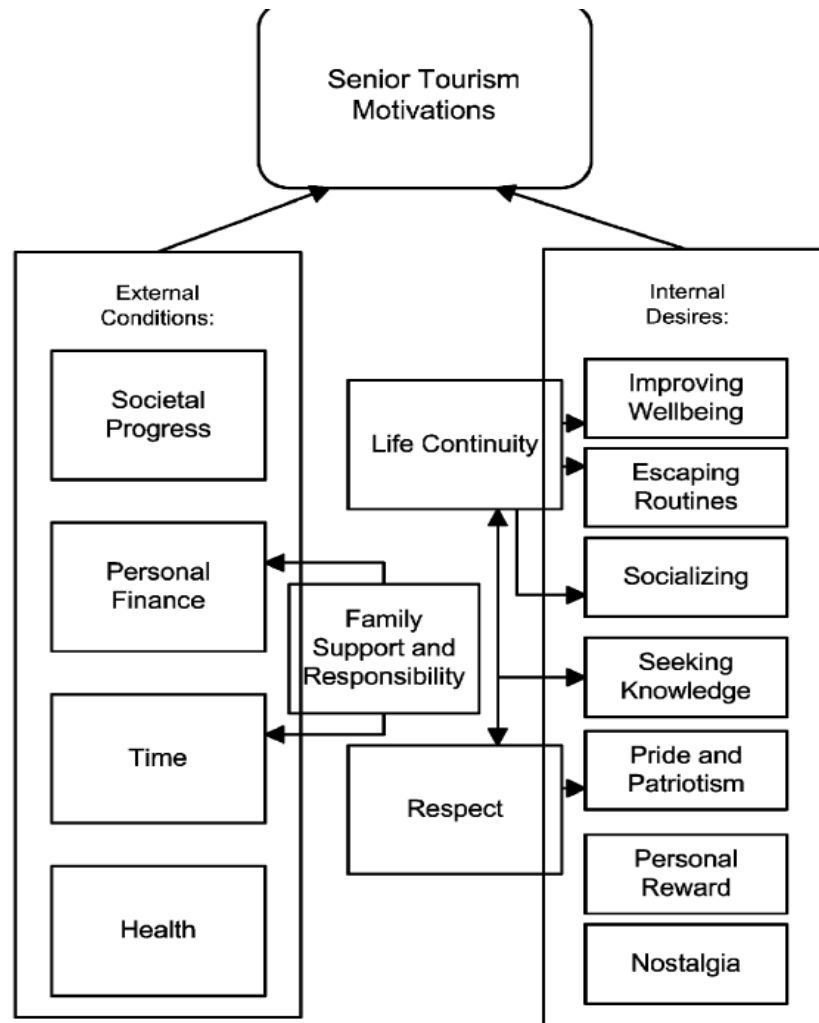 Senior Tourism
Motivations
External
Conditions:
Societal
Progress
Personal
Finance
Time
Health
Family
Support and
Responsibility
Life Continuity
Respect
Internal
Desires:
Improving
Wellbeing
Escaping
Routines
Socializing
Seeking
Knowledge
Pride and
Patriotism
Personal
Reward
Nostalgia